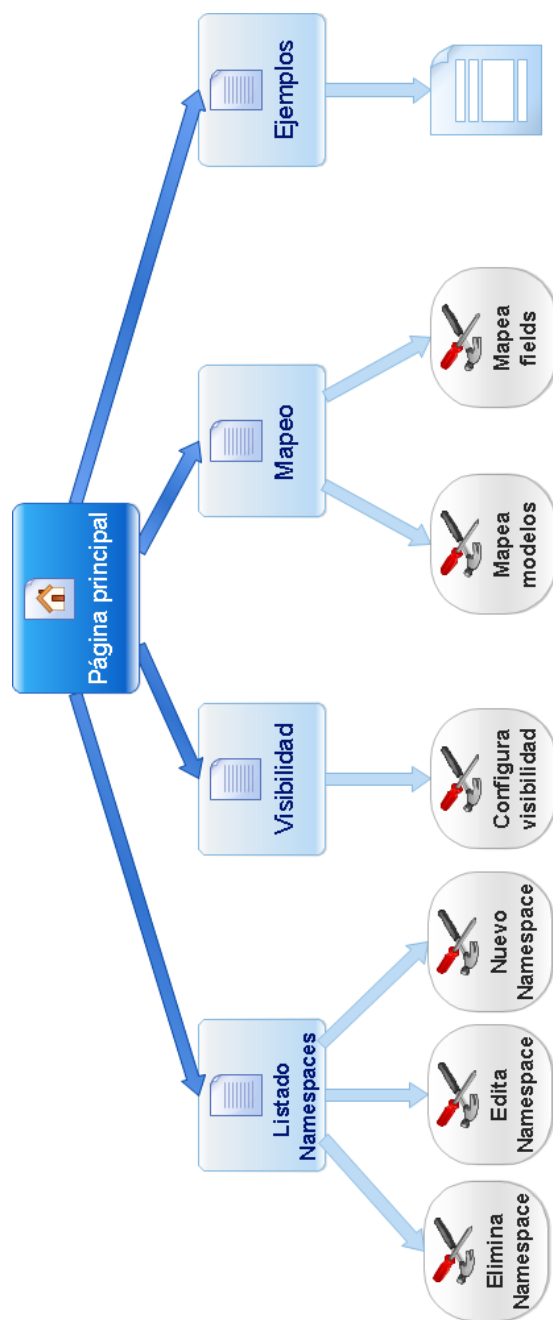 Página principal
Listado
Namespaces
Visibilidad
Mapeo
Ejemplos
Elimina
Namespace
Edita
Namespace
Nuevo
Namespace
Configura
visibilidad
Mapea
modelos
Mapea
fields